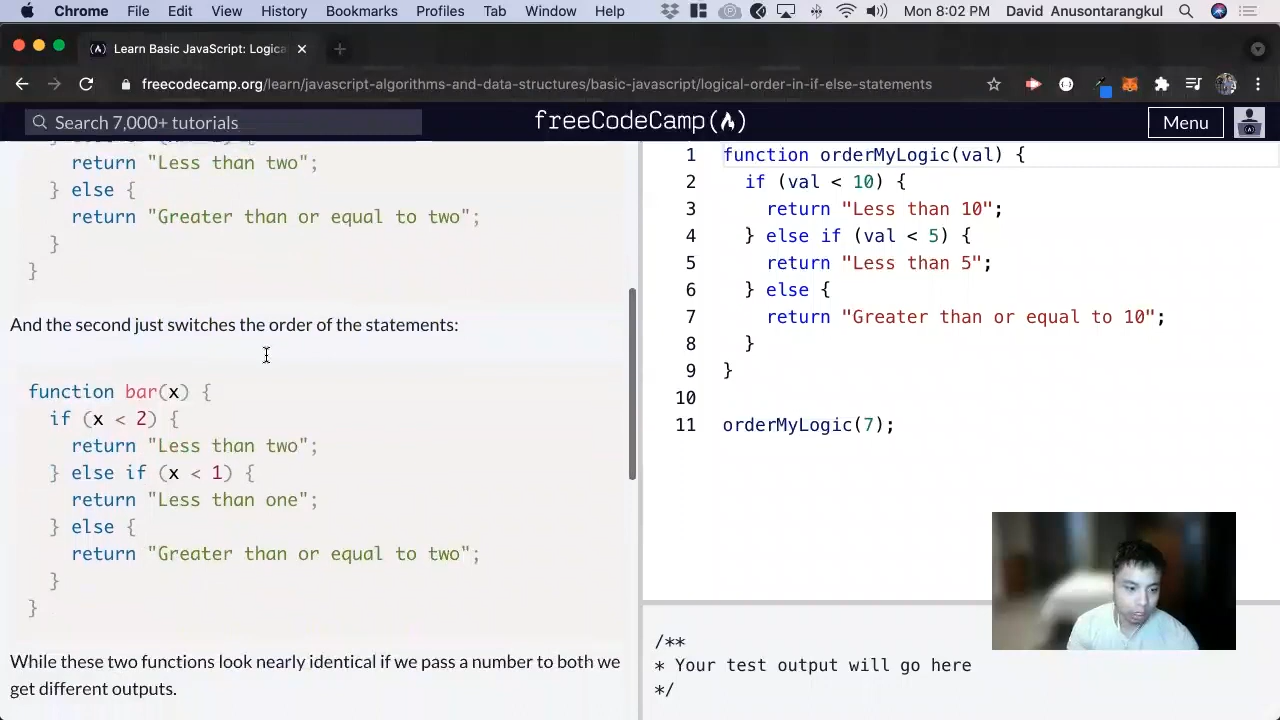 Chrome File Edit View History Bookmarks Profiles Tab Window Help Mon 8:02 PM David Anusontarangkul
Learn Basic JavaScript: Logica
freecodecamp.org/learn/javascript-algorithms-and-data-structures/basic-javascript/logical-order-in-if-else-statements
Search 7,000+ tutorials
freeCodeCamp
Menu
return "Less than two";
} else {
return "Greater than or equal to two";
}
}
And the second just switches the order of the statements:
function bar(x) {
if (x < 2) {
return "Less than two";
} else if (x < 1) {
return "Less than one";
} else {
return "Greater than or equal to two";
}
}
While these two functions look nearly identical if we pass a number to both we
get different outputs.
1 function orderMyLogic(val) {
2 if (val < 10) {
3 return "Less than 10";
4 } else if (val < 5) {
5 return "Less than 5";
6 } else {
7 return "Greater than or equal to 10";
8 }
9 }
10
11 orderMyLogic(7);
/**
* Your test output will go here
*/